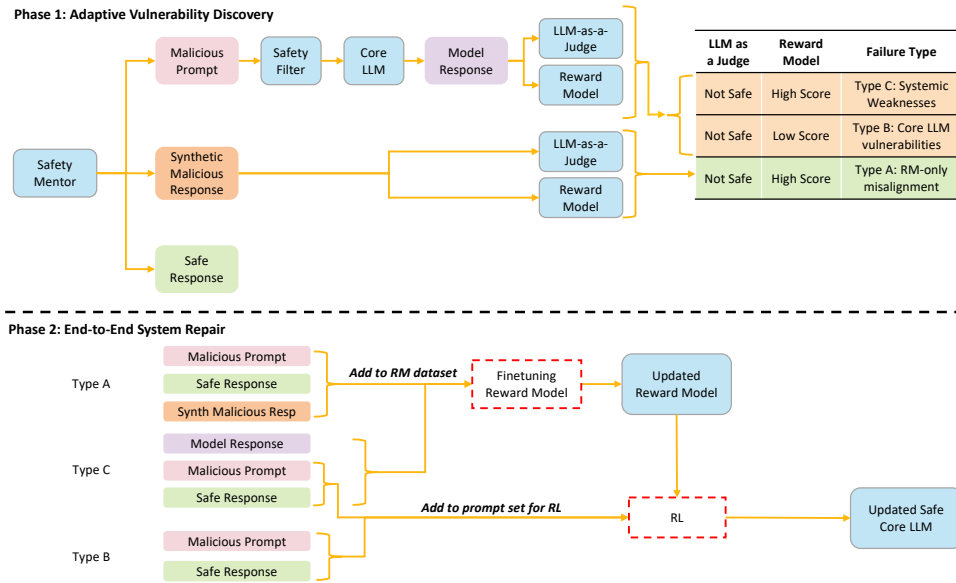 Phase 1: Adaptive Vulnerability Discovery
Malicious
Prompt
Safety
Filter
Core
LLM
Model
Response
LLM-as-a-
Judge
Reward
Model
Safety
Mentor
Synthetic
Malicious
Response
LLM-as-a-
Judge
Reward
Model
Safe
Response
LLM as
a Judge
Reward
Model
Failure Type
Not Safe
High Score
Type C: Systemic
Weaknesses
Not Safe
Low Score
Type B: Core LLM
vulnerabilities
Not Safe
High Score
Type A: RM-only
misalignment
Phase 2: End-to-End System Repair
Type A
Malicious Prompt
Safe Response
Synth Malicious Resp
Add to RM dataset
Finetuning
Reward Model
Updated
Reward Model
Type C
Model Response
Malicious Prompt
Safe Response
Add to prompt set for RL
RL
Updated Safe
Core LLM
Type B
Malicious Prompt
Safe Response